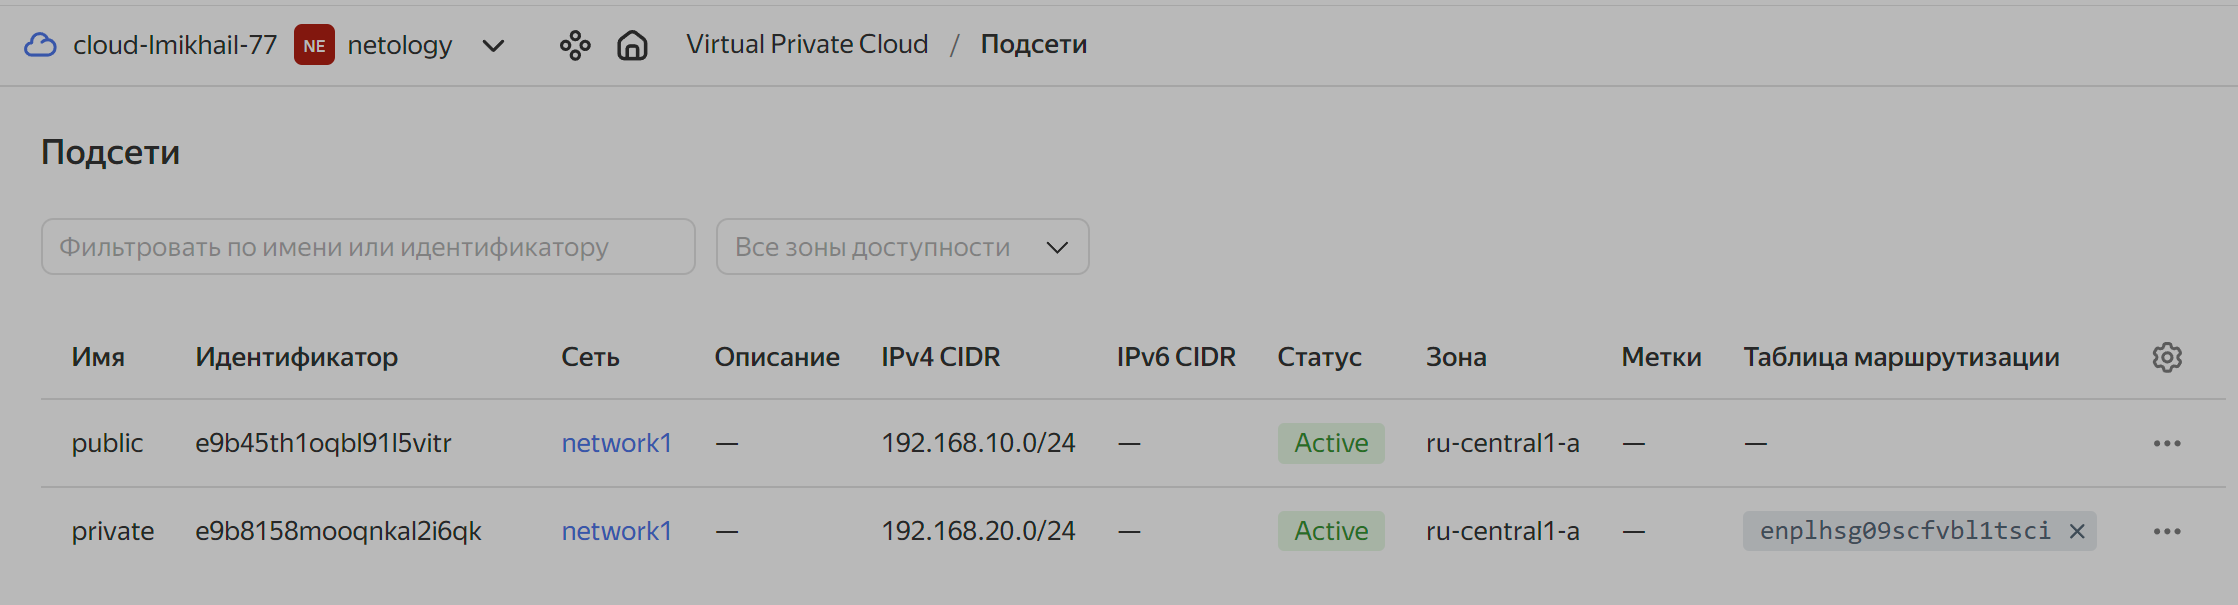 cloud-lmikhail-77 NE netology Virtual Private Cloud / Подсети
Подсети
Фильтровать по имени или идентификатору Все зоны доступности
Имя Идентификатор Сеть Описание IPv4 CIDR IPv6 CIDR Статус Зона Метки Таблица маршрутизации
public e9b45th1oqbl91l5vitr network1 — 192.168.10.0/24 — Active ru-central1-a — —
private e9b8158mooqnkal2i6qk network1 — 192.168.20.0/24 — Active ru-central1-a — enplhsg09scfvbl1tsci